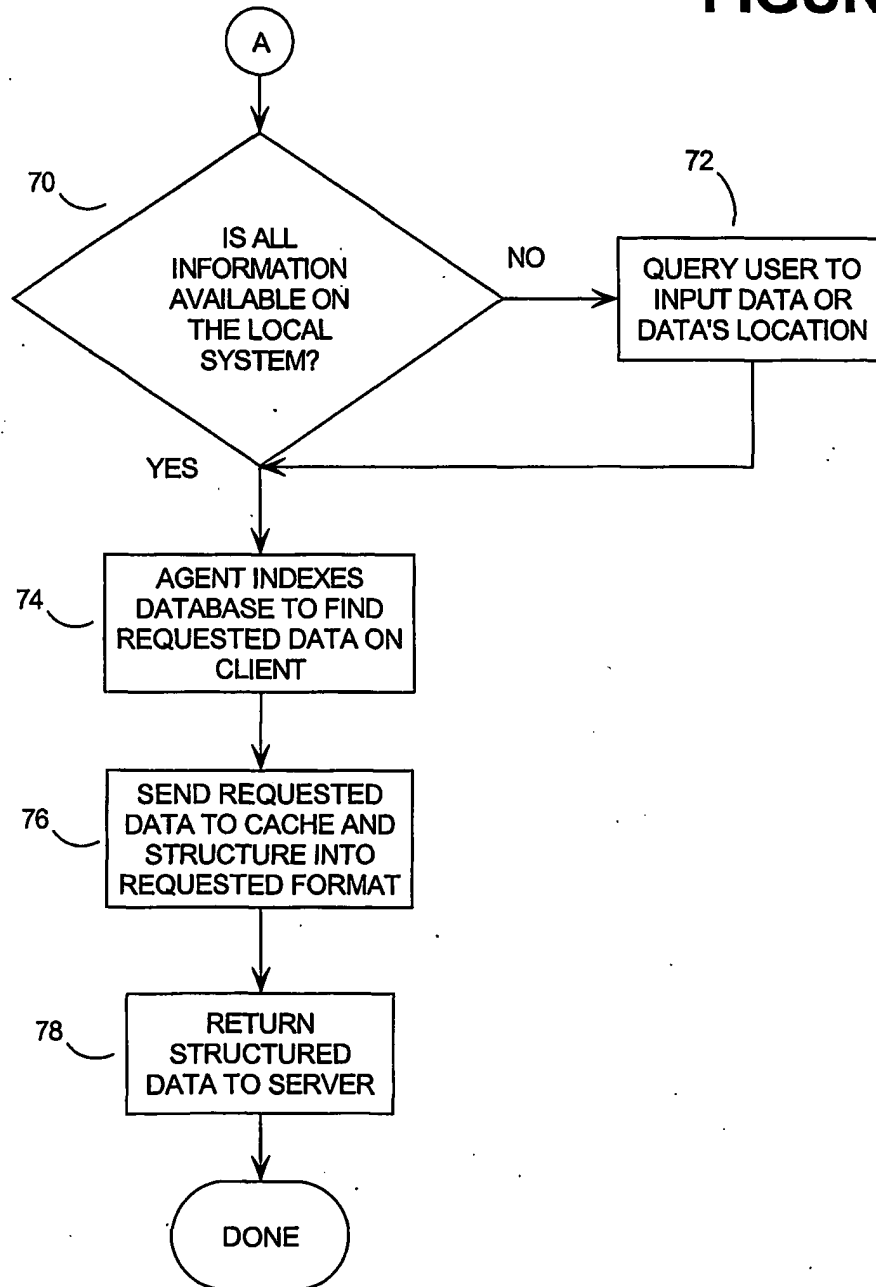 A
70
IS ALL
INFORMATION
AVAILABLE ON
THE LOCAL
SYSTEM?
NO
72
QUERY USER TO
INPUT DATA OR
DATA'S LOCATION
YES
74
AGENT INDEXES
DATABASE TO FIND
REQUESTED DATA ON
CLIENT
76
SEND REQUESTED
DATA TO CACHE AND
STRUCTURE INTO
REQUESTED FORMAT
78
RETURN
STRUCTURED
DATA TO SERVER
DONE